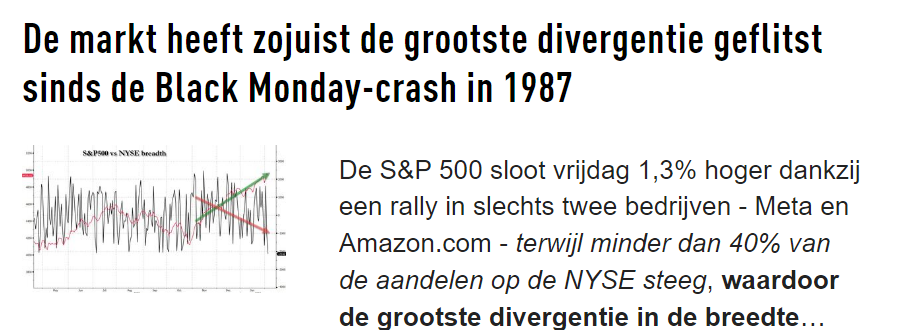 De markt heeft zojuist de grootste divergentie geflitst
sinds de Black Monday-crash in 1987
S&P500 vs NYSE breadth
De S&P 500 sloot vrijdag 1,3% hoger dankzij
een rally in slechts twee bedrijven - Meta en
Amazon.com - terwijl minder dan 40% van
de aandelen op de NYSE steeg, waardoor
de grootste divergentie in de breedte…